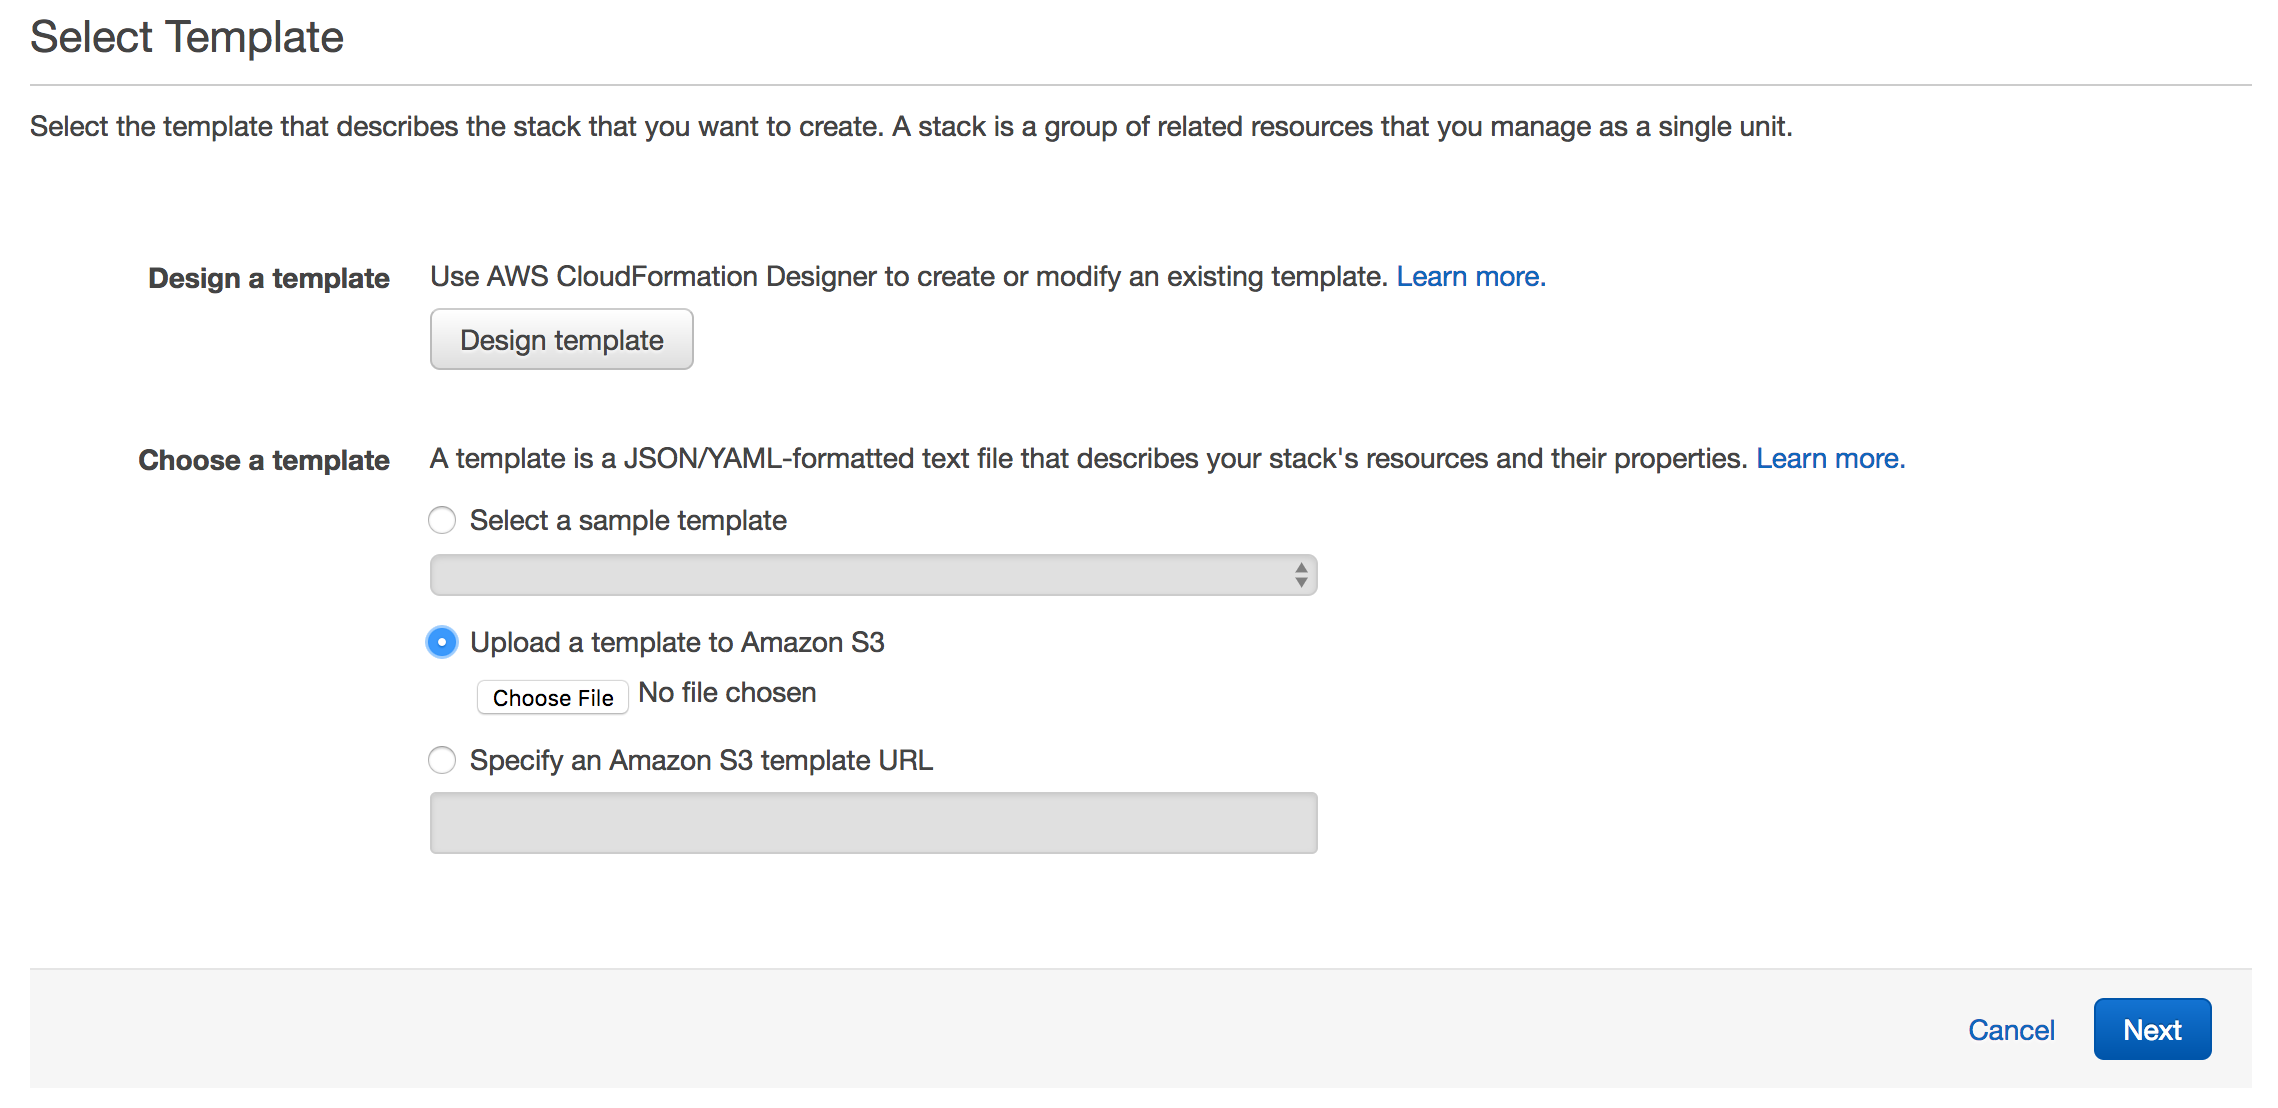 Select Template
Select the template that describes the stack that you want to create. A stack is a group of related resources that you manage as a single unit.
Design a template
Use AWS CloudFormation Designer to create or modify an existing template. Learn more.
Design template
Choose a template
A template is a JSON/YAML-formatted text file that describes your stack's resources and their properties. Learn more.
Select a sample template
Upload a template to Amazon S3
Choose File No file chosen
Specify an Amazon S3 template URL
Cancel Next